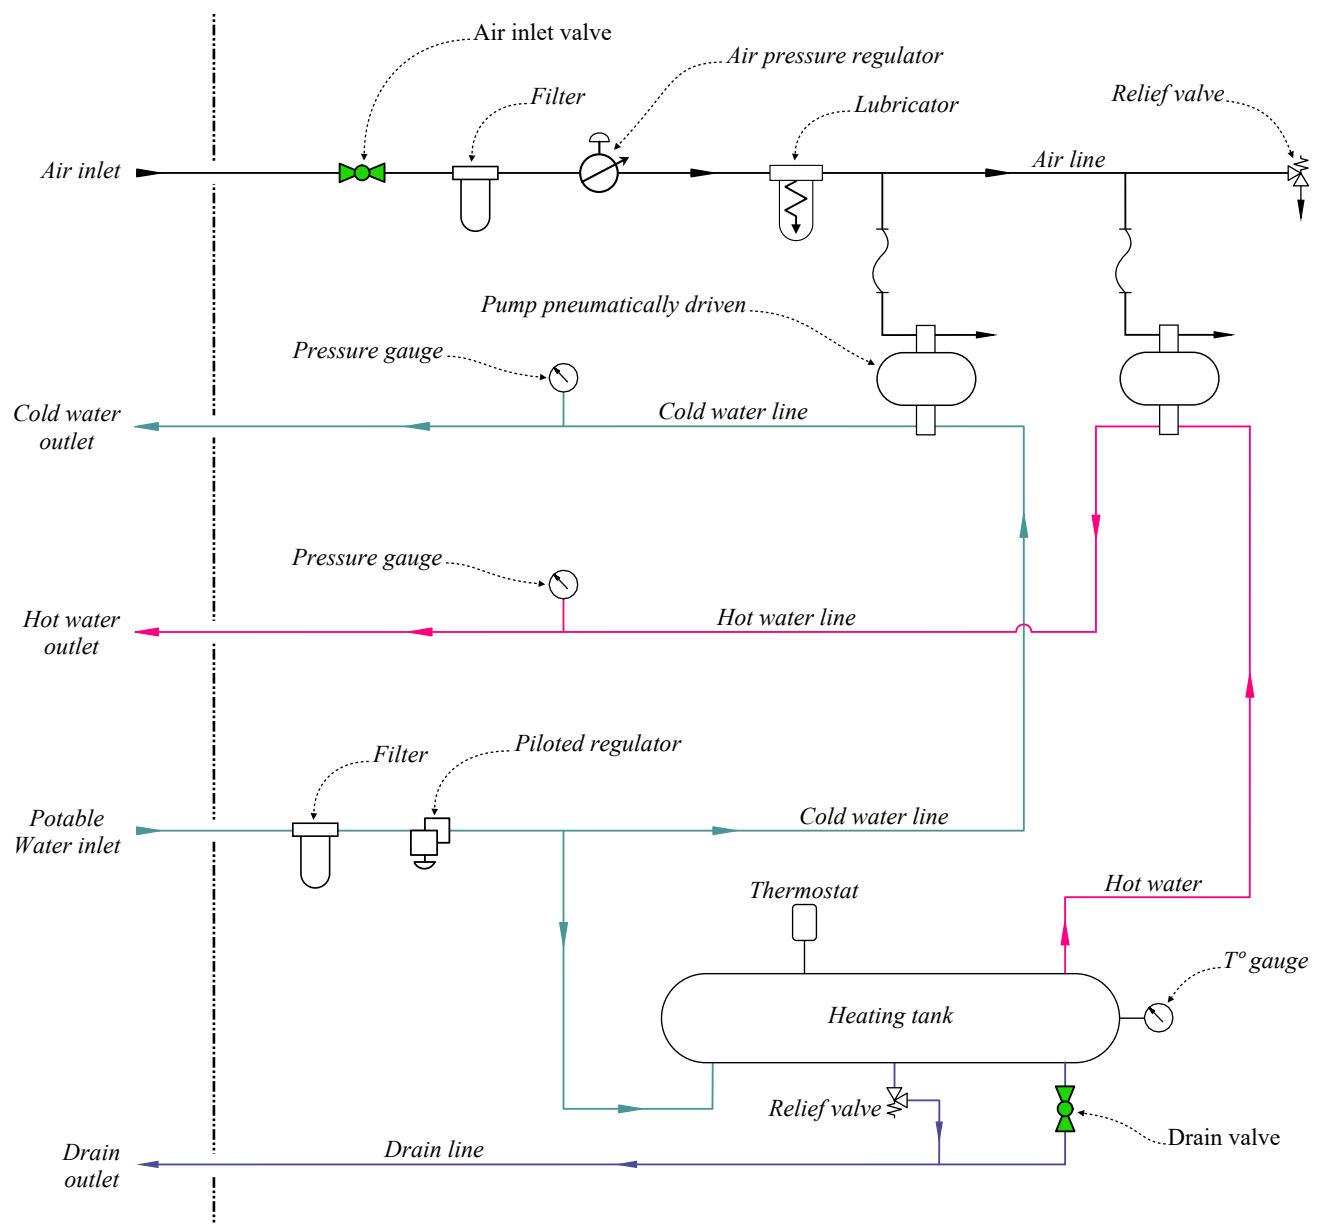 Air inlet valve
Air pressure regulator
Filter
Lubricator
Relief valve
Air inlet
Air line
Pump pneumatically driven
Pressure gauge
Cold water
outlet
Cold water line
Pressure gauge
Hot water
outlet
Hot water line
Filter
Piloted regulator
Potable
Water inlet
Cold water line
Thermostat
Hot water
Tº gauge
Heating tank
Relief valve
Drain valve
Drain
outlet
Drain line